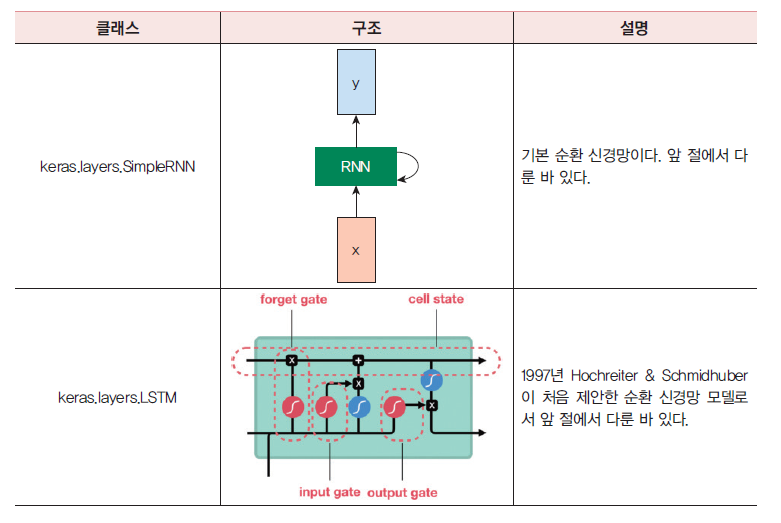 클래스
구조
설명
keras.layers.SimpleRNN
y
RNN
x
기본 순환 신경망이다. 앞 절에서 다
룬 바 있다.
keras.layers.LSTM
forget gate
cell state
x
+
x
x
input gate
output gate
1997년 Hochreiter & Schmidhuber
이 처음 제안한 순환 신경망 모델로
서 앞 절에서 다룬 바 있다.